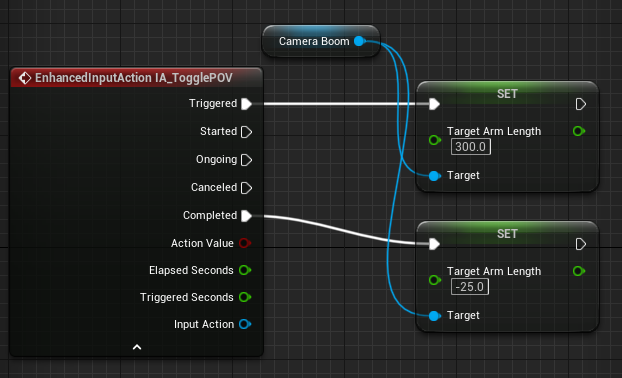 Camera Boom
EnhancedInputAction IA_TogglePOV
Triggered
Started
Ongoing
Canceled
Completed
Action Value
Elapsed Seconds
Triggered Seconds
Input Action
SET
Target Arm Length
300.0
Target
SET
Target Arm Length
-25.0
Target